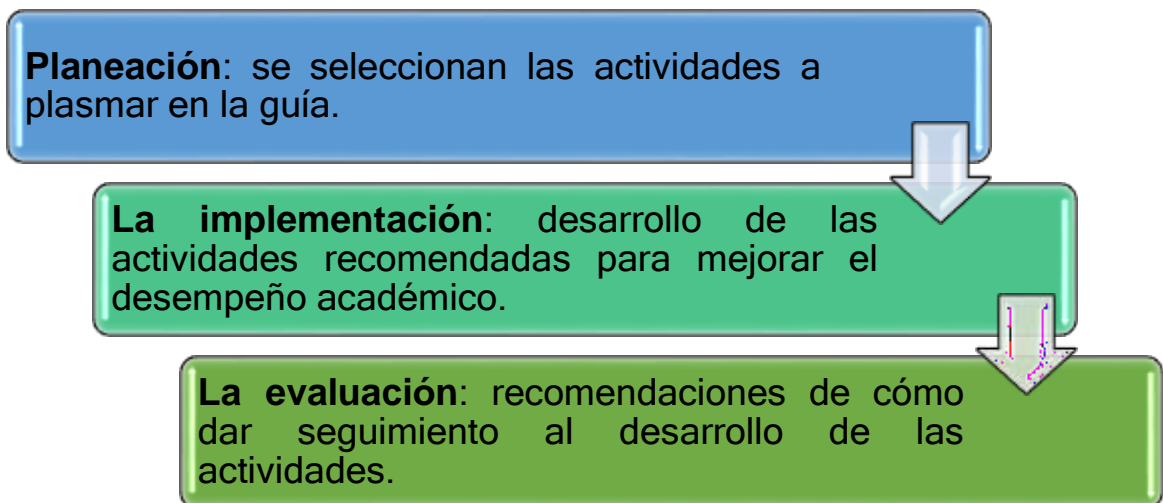 Planeación: se seleccionan las actividades a
plasmar en la guía.
La implementación: desarrollo de las
actividades recomendadas para mejorar el
desempeño académico.
La evaluación: recomendaciones de cómo
dar seguimiento al desarrollo de las
actividades.